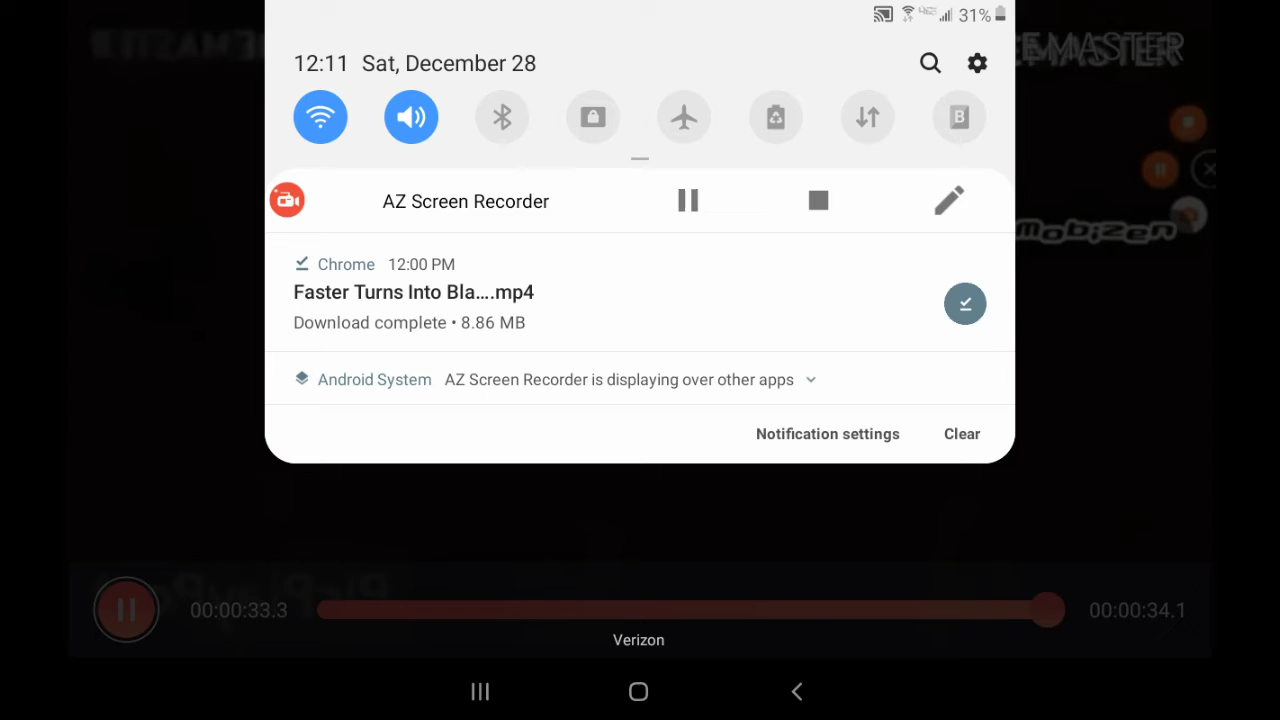 31%
12:11 Sat, December 28
EMASTER
B
AZ Screen Recorder
mobizen
Chrome 12:00 PM
Faster Turns Into Bla....mp4
Download complete • 8.86 MB
Android System AZ Screen Recorder is displaying over other apps
Notification settings Clear
00:00:33.3 00:00:34.1
Verizon